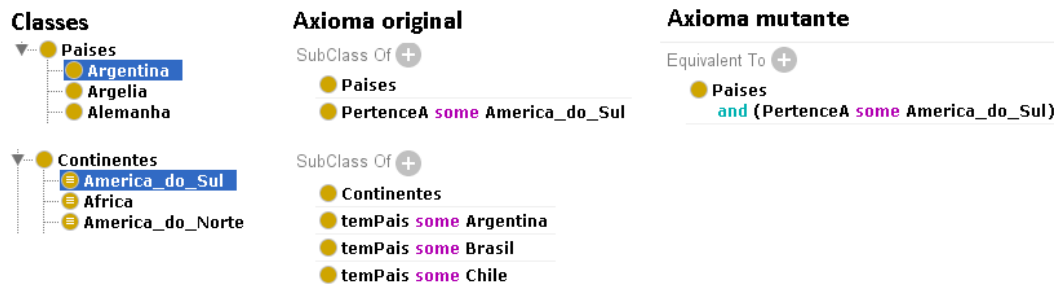 Classes
Paises
Argentina
Argelia
Alemanha
Continentes
America_do_Sul
Africa
America_do_Norte
Axioma original
SubClass Of
Paises
PertenceA some America_do_Sul
SubClass Of
Continentes
temPais some Argentina
temPais some Brasil
temPais some Chile
Axioma mutante
Equivalent To
Paises
and (PertenceA some America_do_Sul)